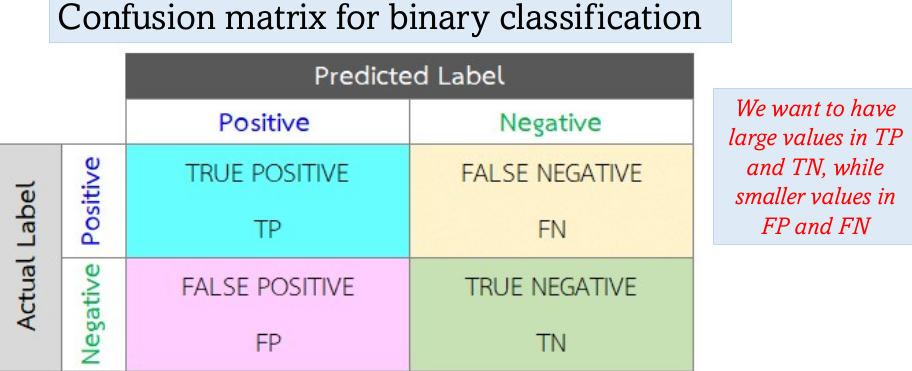 Confusion matrix for binary classification
Predicted Label
Positive
Negative
Actual Label
Positive
TRUE POSITIVE
TP
FALSE NEGATIVE
FN
Negative
FALSE POSITIVE
FP
TRUE NEGATIVE
TN
We want to have
large values in TP
and TN, while
smaller values in
FP and FN